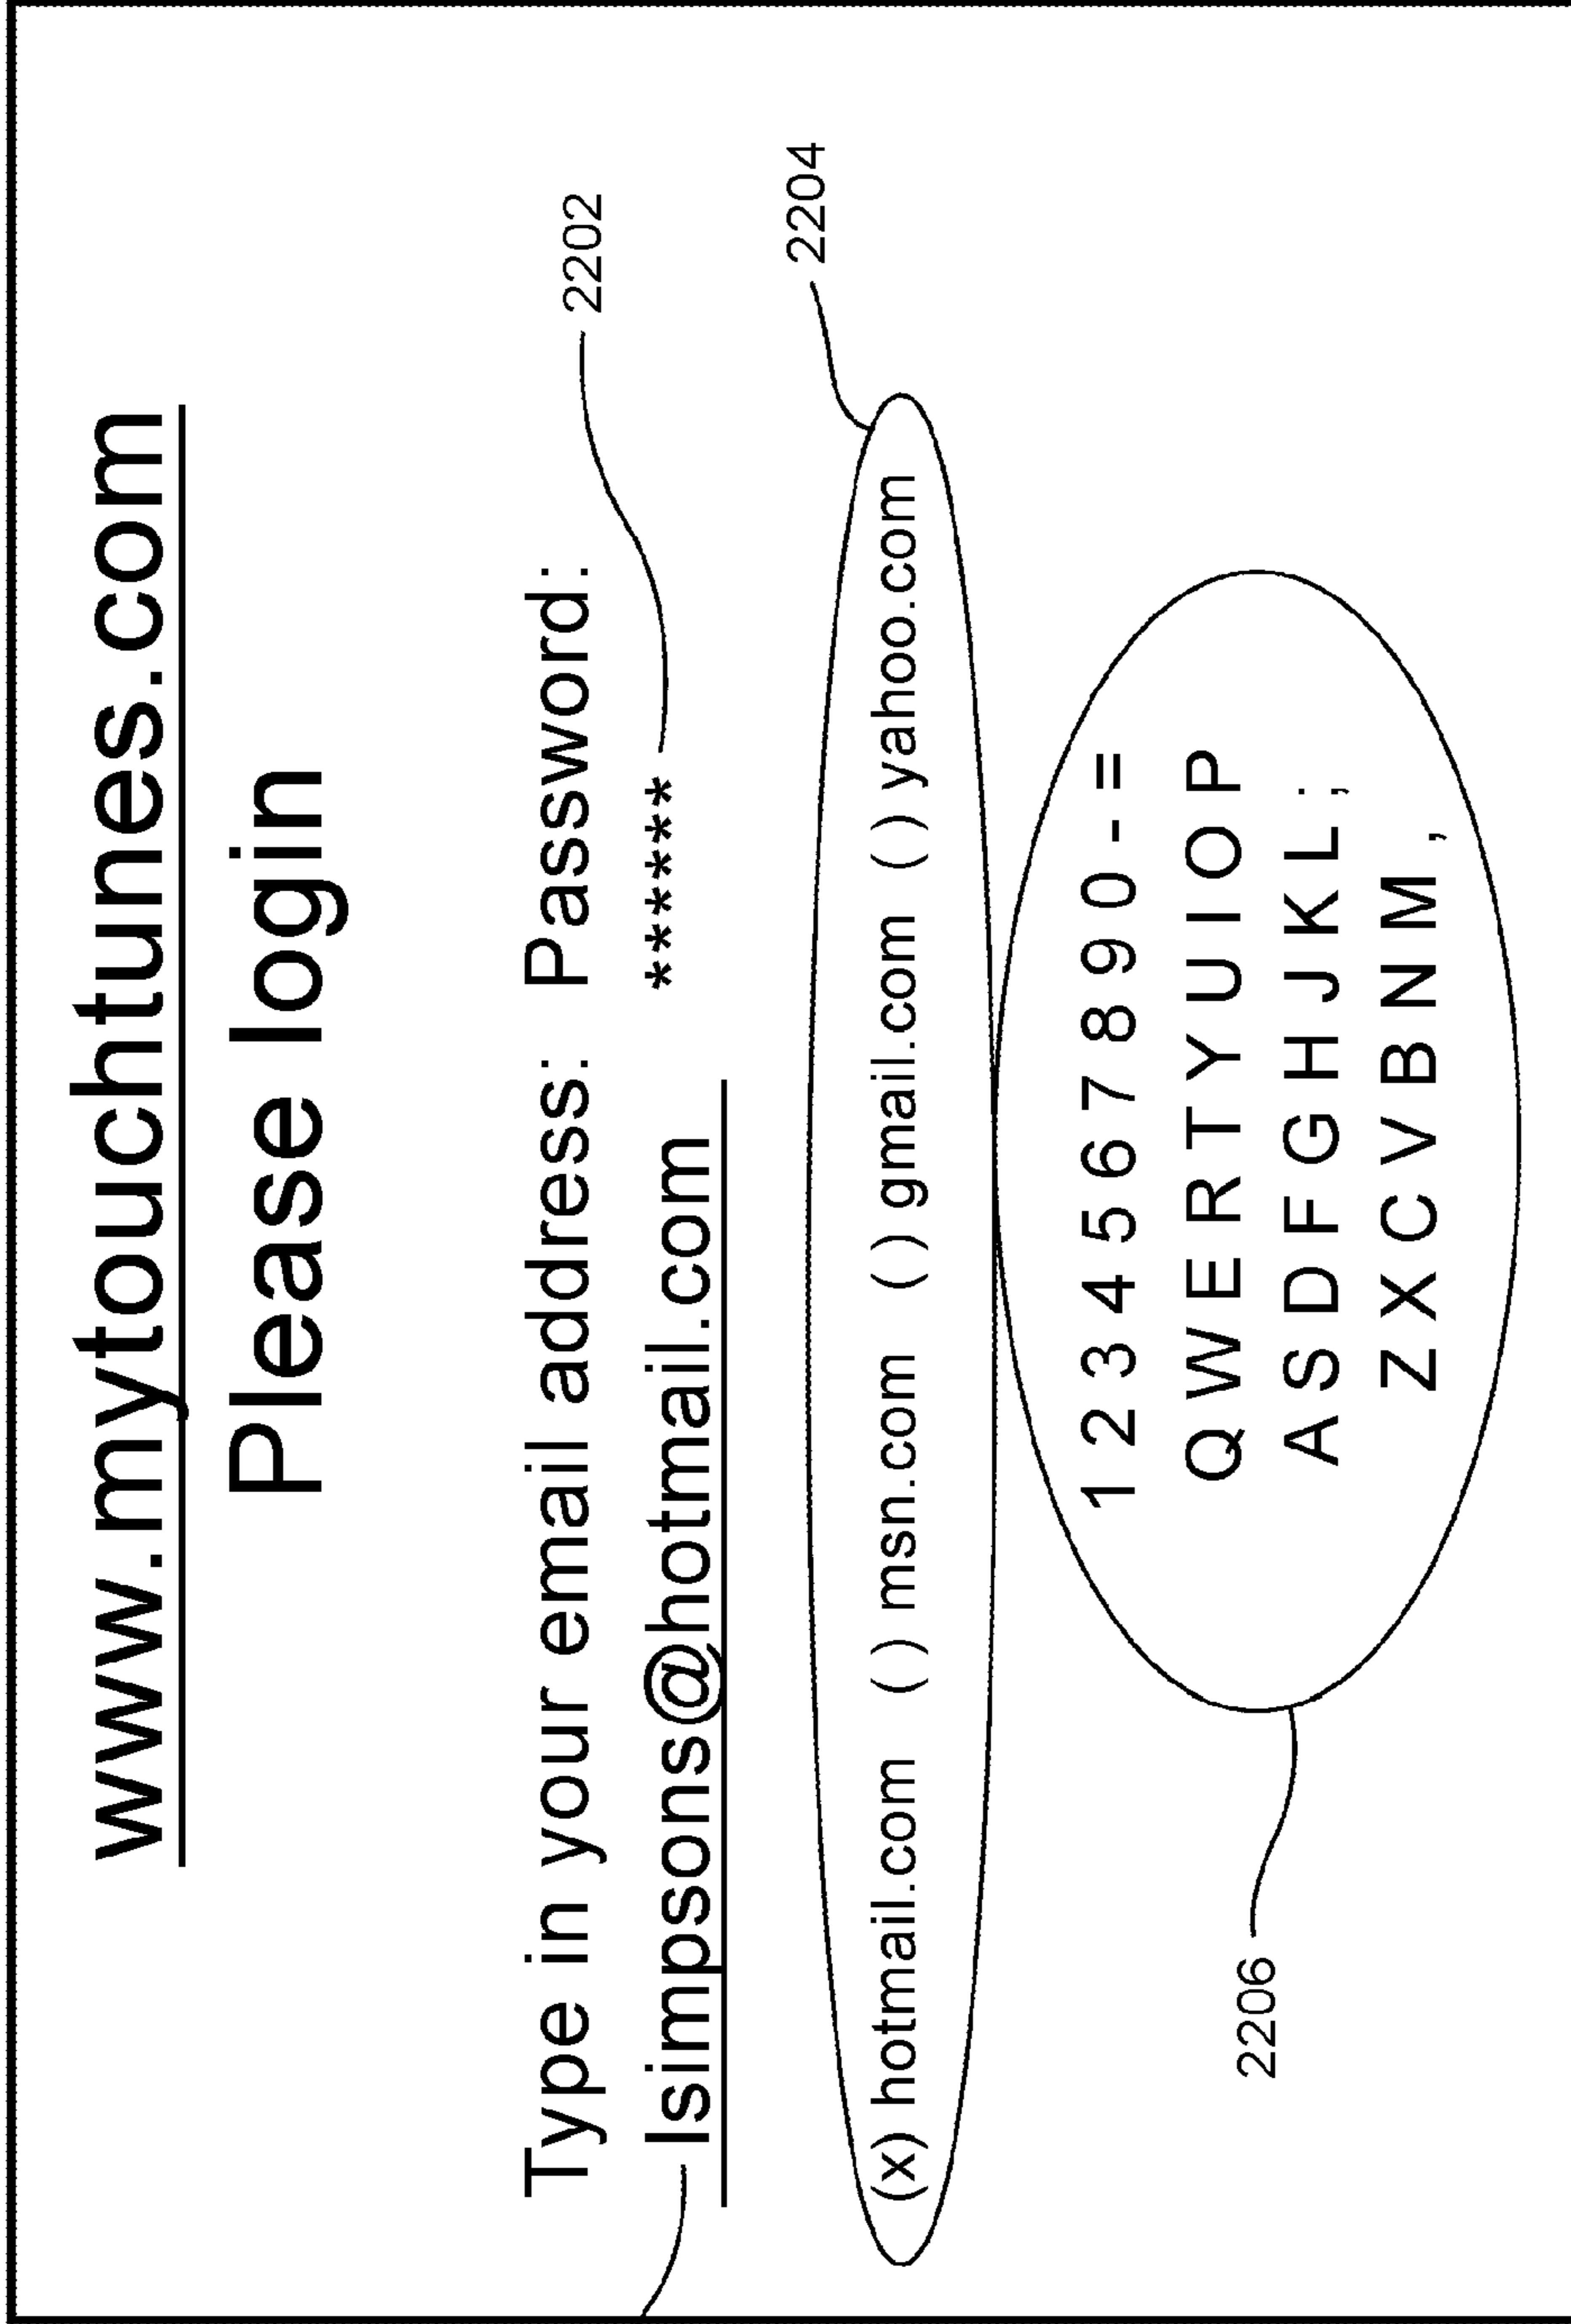 www.mytouchtunes.com
Please login
Type in your email address: Password:
lsimpsons@hotmail.com ******
2202
2204
(x) hotmail.com () msn.com () gmail.com () yahoo.com
1 2 3 4 5 6 7 8 9 0 - =
Q W E R T Y U I O P
A S D F G H J K L ;
Z X C V B N M ,
2206